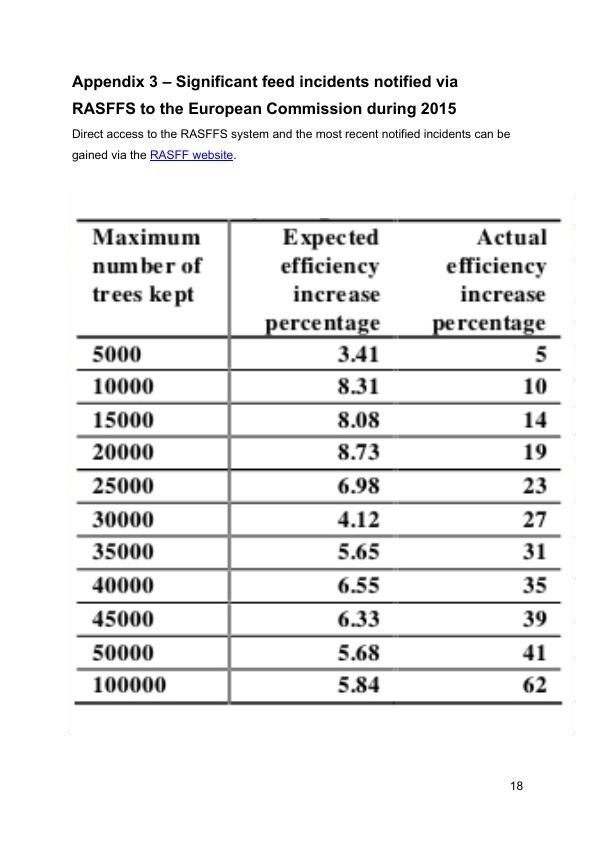 Appendix 3 – Significant feed incidents notified via
RASFFS to the European Commission during 2015
Direct access to the RASFFS system and the most recent notified incidents can be
gained via the RASFF website.
Maximum number of trees kept Expected efficiency increase percentage Actual efficiency increase percentage
5000 3.41 5
10000 8.31 10
15000 8.08 14
20000 8.73 19
25000 6.98 23
30000 4.12 27
35000 5.65 31
40000 6.55 35
45000 6.33 39
50000 5.68 41
100000 5.84 62
18